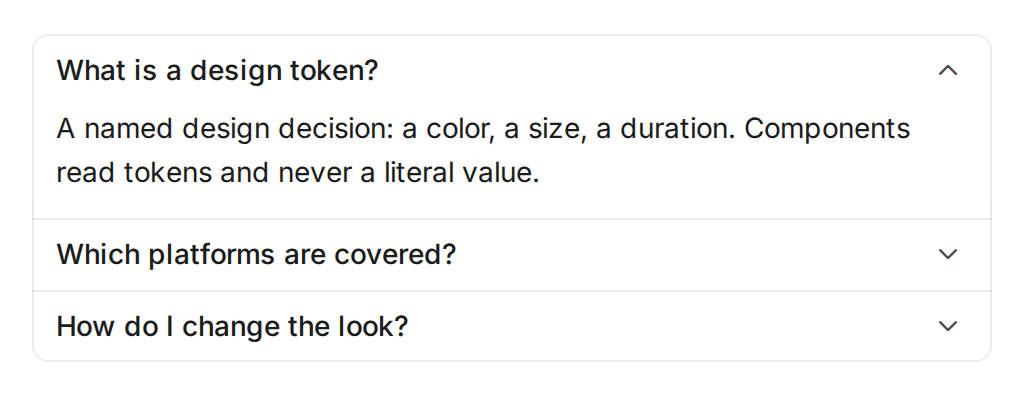 What is a design token?
A named design decision: a color, a size, a duration. Components
read tokens and never a literal value.
Which platforms are covered?
How do I change the look?